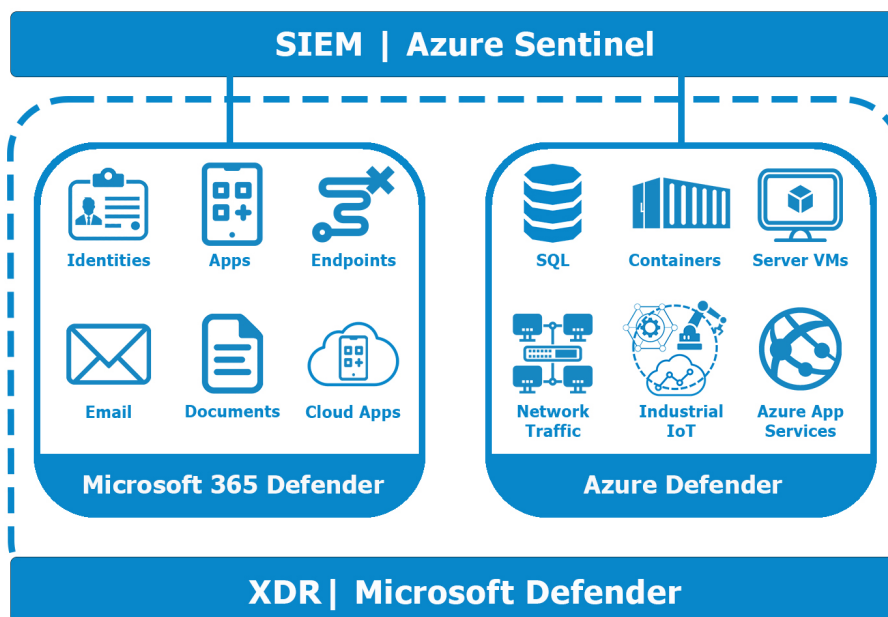 SIEM | Azure Sentinel
Identities
Apps
Endpoints
Email
Documents
Cloud Apps
Microsoft 365 Defender
SQL
Containers
Server VMs
Network
Traffic
Industrial
IoT
Azure App
Services
Azure Defender
XDR| Microsoft Defender